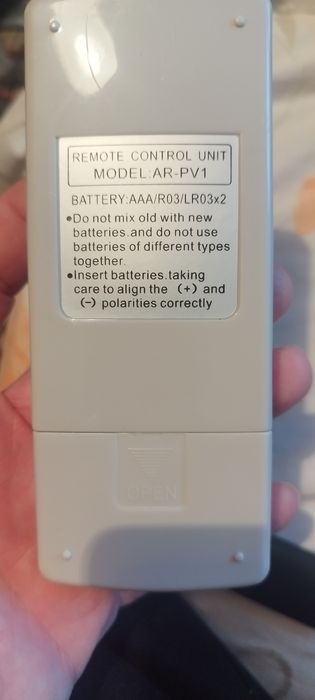 REMOTE CONTROL UNIT
MODEL:AR-PV1
BATTERY:AAA/R03/LR03x2
●Do not mix old with new
batteries.and do not use
batteries of different types
together.
●Insert batteries.taking
care to align the (+) and
(-) polarities correctly
OPEN